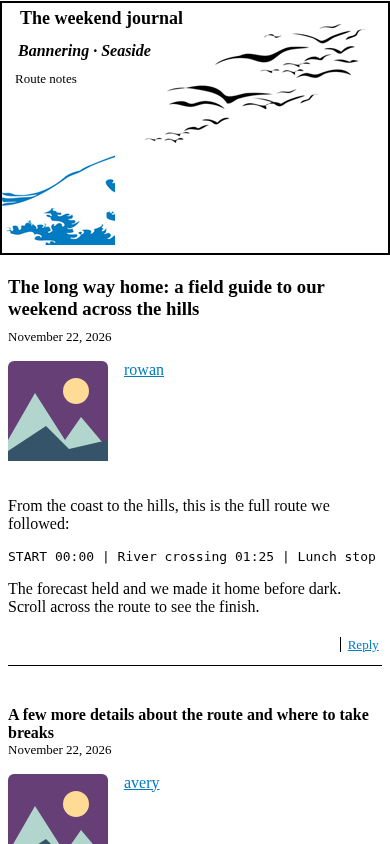 The weekend journal
Bannering · Seaside
Route notes
The long way home: a field guide to our
weekend across the hills
November 22, 2026
rowan
From the coast to the hills, this is the full route we
followed:
START 00:00 | River crossing 01:25 | Lunch stop
The forecast held and we made it home before dark.
Scroll across the route to see the finish.
Reply
A few more details about the route and where to take
breaks
November 22, 2026
avery